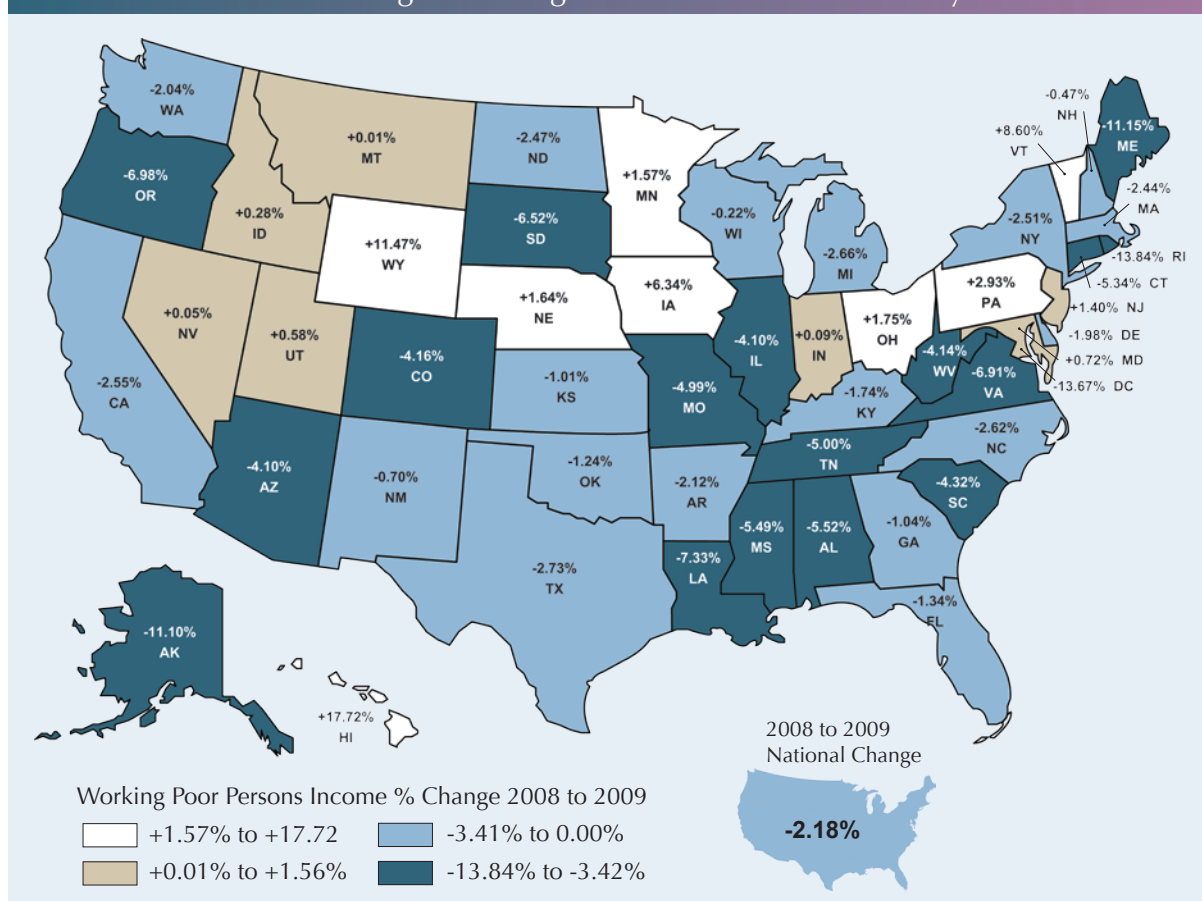 -2.04%
WA
-6.98%
OR
+0.28%
ID
+0.01%
MT
-2.47%
ND
+1.57%
MN
-6.52%
SD
+11.47%
WY
+1.64%
NE
+6.34%
IA
-0.22%
WI
-2.66%
MI
-0.47%
NH
+8.60%
VT
-11.15%
ME
-2.44%
MA
-2.51%
NY
-13.84% RI
-5.34% CT
+1.40% NJ
-1.98% DE
+0.72% MD
-13.67% DC
+2.93%
PA
+1.75%
OH
+0.09%
IN
-4.10%
IL
-4.14%
WV
-6.91%
VA
-1.74%
KY
-2.62%
NC
-5.00%
TN
-4.32%
SC
-1.04%
GA
-1.34%
FL
-5.52%
AL
-5.49%
MS
-7.33%
LA
-2.12%
AR
-4.99%
MO
-1.01%
KS
-1.24%
OK
-2.73%
TX
-0.70%
NM
-4.16%
CO
+0.58%
UT
+0.05%
NV
-2.55%
CA
-4.10%
AZ
-11.10%
AK
+17.72%
HI
2008 to 2009
National Change
-2.18%
Working Poor Persons Income % Change 2008 to 2009
+1.57% to +17.72
-3.41% to 0.00%
+0.01% to +1.56%
-13.84% to -3.42%